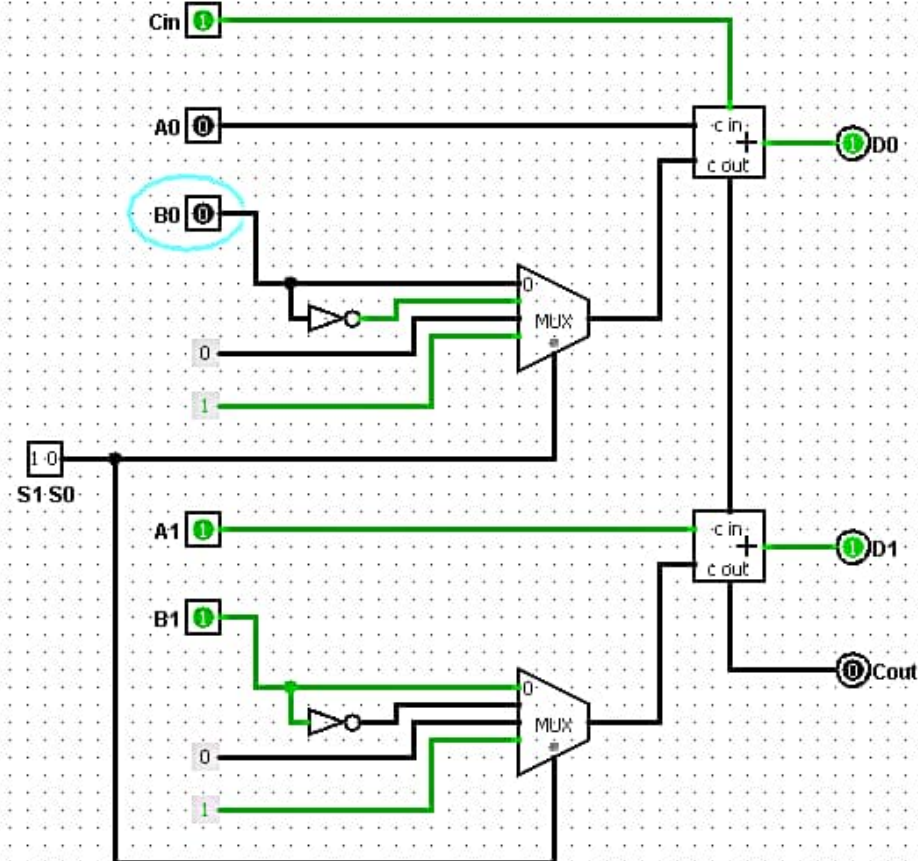 Cin 1
A0 0
c in
+
c out
1 D0
B0 0
0
MUX
0
1
1 0
S1 S0
A1 1
c in
+
c out
1 D1
B1 1
0
MUX
0 Cout
0
1